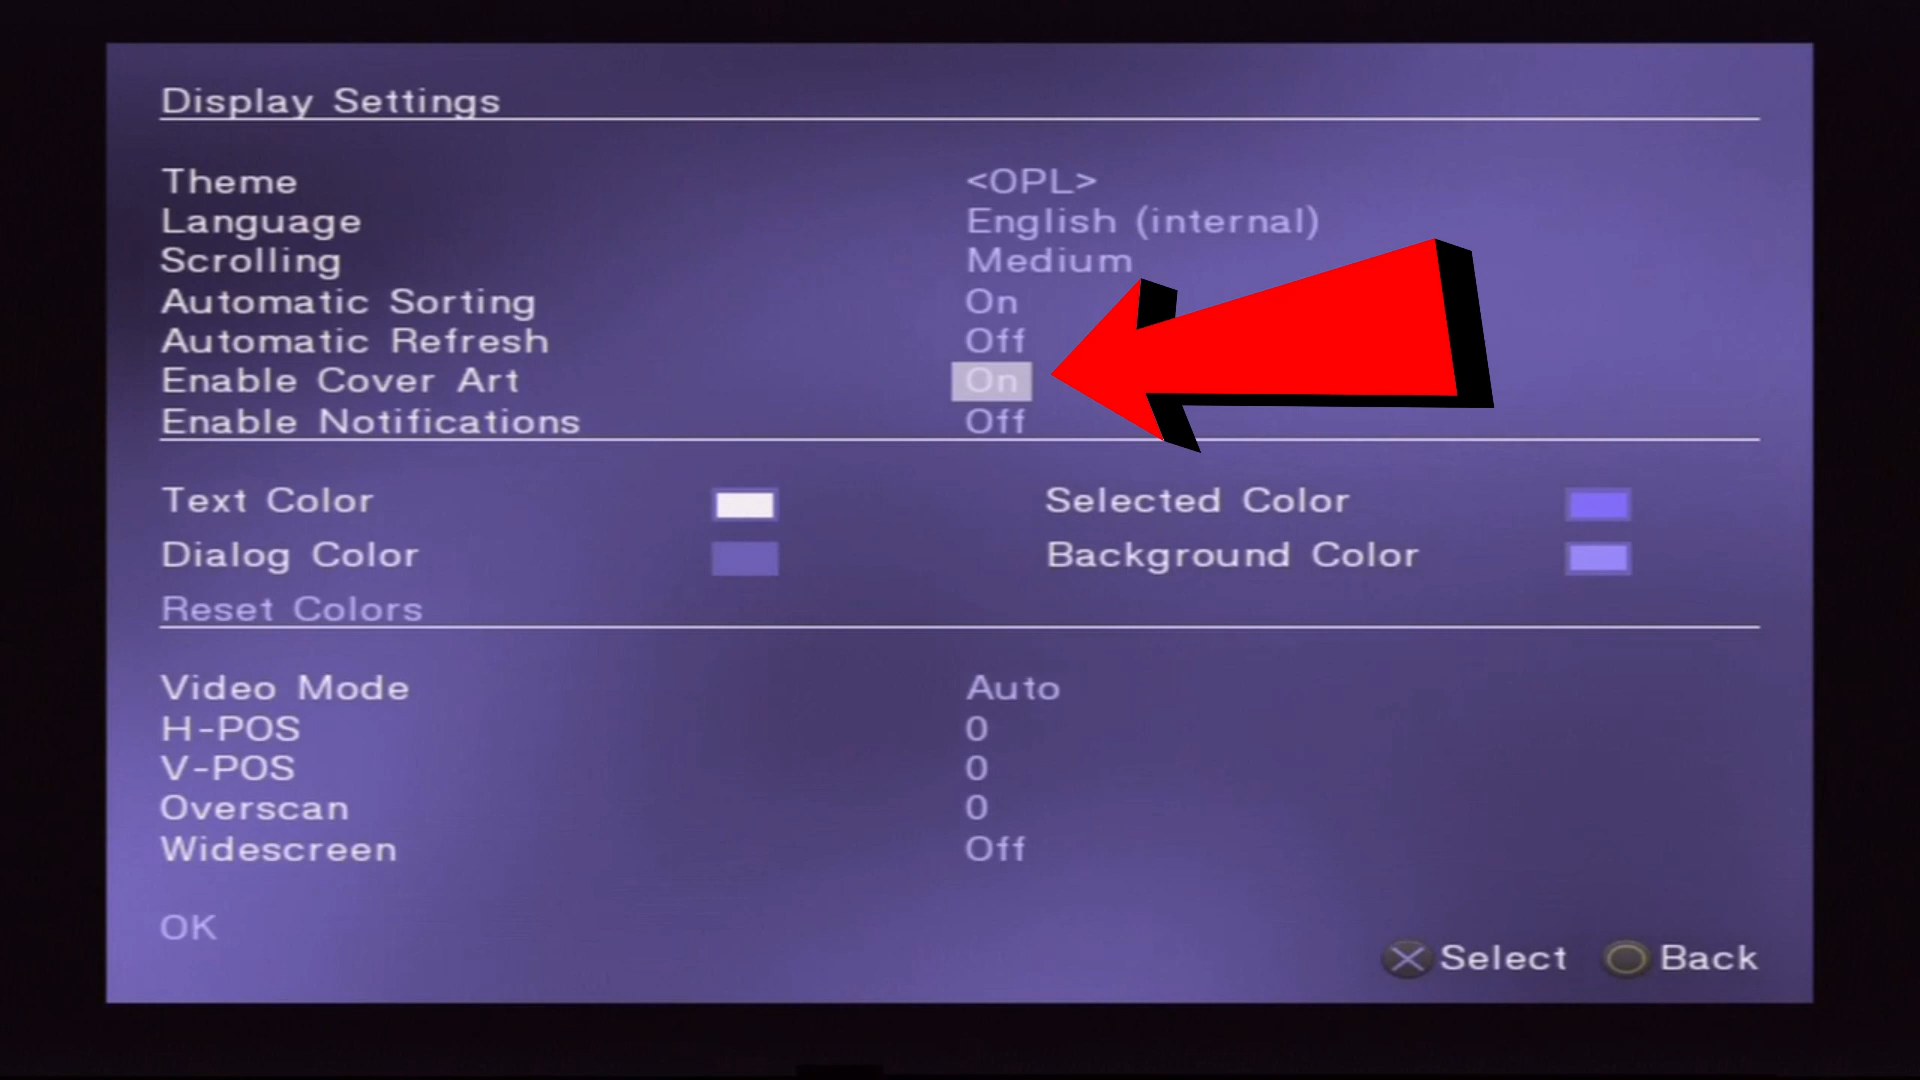 Display Settings
Theme <OPL>
Language English (internal)
Scrolling Medium
Automatic Sorting On
Automatic Refresh Off
Enable Cover Art On
Enable Notifications Off
Text Color Selected Color
Dialog Color Background Color
Reset Colors
Video Mode Auto
H-POS 0
V-POS 0
Overscan 0
Widescreen Off
OK
Select Back